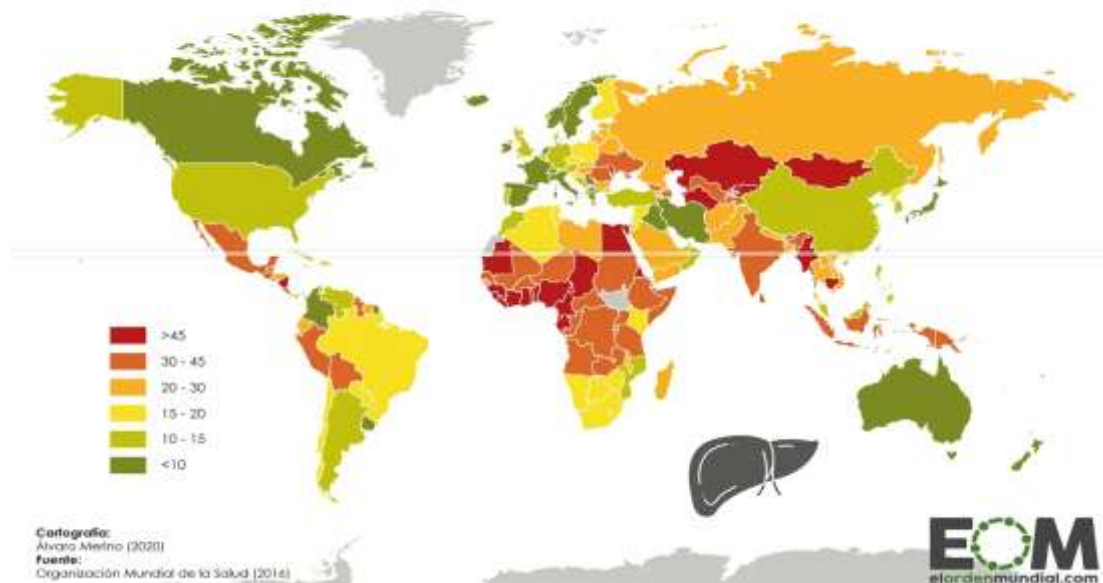 >45
30 - 45
20 - 30
15 - 20
10 - 15
<10
Cartografía:
Álvaro Merino (2020)
Fuente:
Organización Mundial de la Salud (2016)
EOM
elordenmundial.com